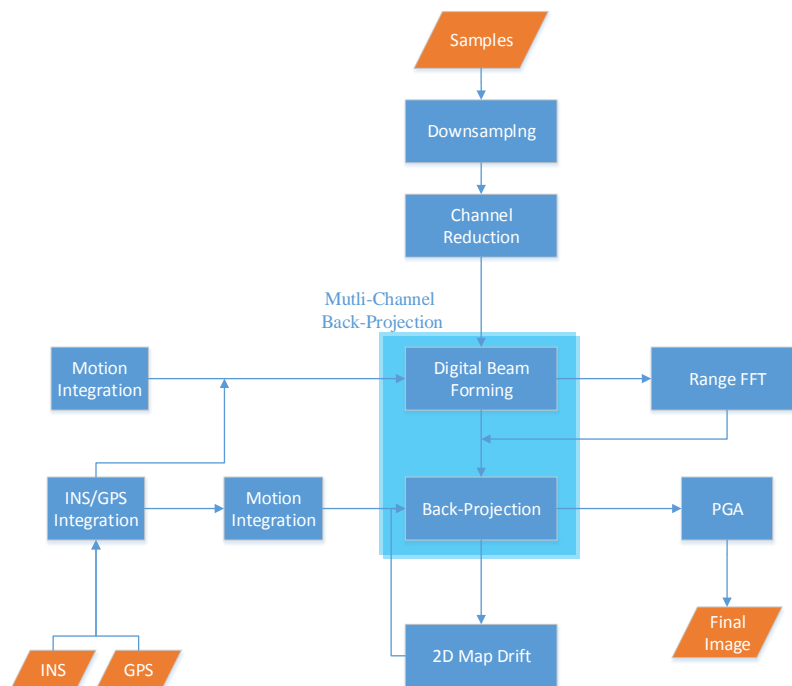 Samples
Downsamplng
Channel
Reduction
Mutli-Channel
Back-Projection
Motion
Integration
Digital Beam
Forming
Range FFT
INS/GPS
Integration
Motion
Integration
Back-Projection
PGA
INS
GPS
2D Map Drift
Final
Image